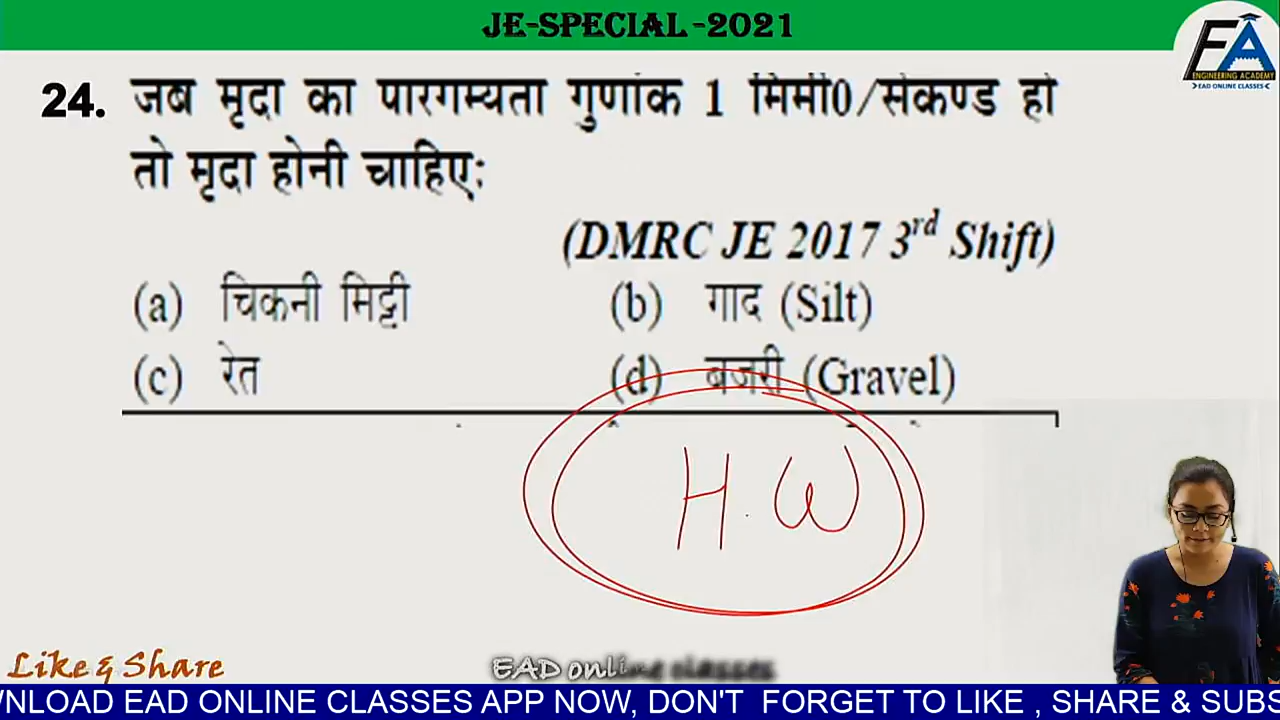 JE-SPECIAL-2021
EA
ENGINEERING ACADEMY
EAD ONLINE CLASSES
24. जब मृदा का पारगम्यता गुणांक 1 मिमी0/सेकण्ड हो
तो मृदा होनी चाहिए:
(DMRC JE 2017 3rd Shift)
(a) चिकनी मिट्टी (b) गाद (Silt)
(c) रेत (d) बजरी (Gravel)
H.W
Like & Share
EAD online classes
WNLOAD EAD ONLINE CLASSES APP NOW, DON'T FORGET TO LIKE , SHARE & SUBS